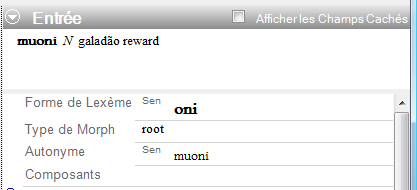 Entrée Afficher les Champs Cachés
muoni N galadão reward
Forme de Lexème Sen oni
Type de Morph root
Autonyme Sen muoni
Composants